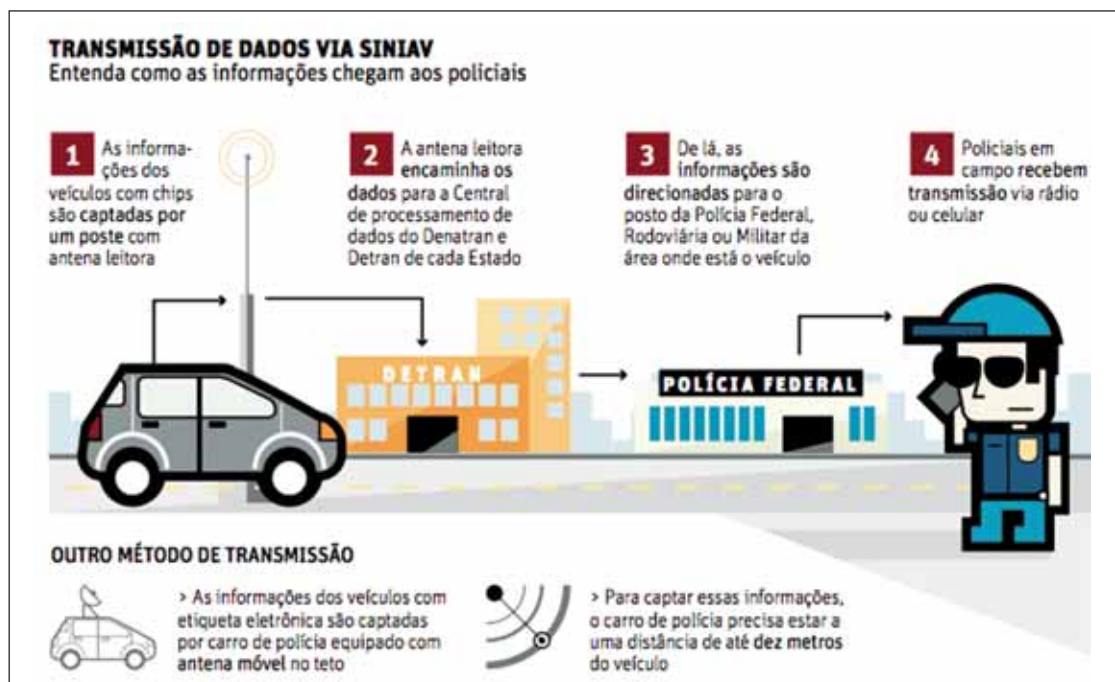 TRANSMISSÃO DE DADOS VIA SINIAV
Entenda como as informações chegam aos policiais
1 As informa-
ções dos
veículos com chips
são captadas por
um poste com
antena leitora
2 A antena leitora
encaminha os
dados para a Central
de processamento de
dados do Denatran e
Detran de cada Estado
3 De lá, as
informações são
direcionadas para o
posto da Polícia Federal,
Rodoviária ou Militar da
área onde está o veículo
4 Policiais em
campo recebem
transmissão via rádio
ou celular
DETRAN
POLÍCIA FEDERAL
OUTRO MÉTODO DE TRANSMISSÃO
> As informações dos veículos com
etiqueta eletrônica são captadas
por carro de polícia equipado com
antena móvel no teto
> Para captar essas informações,
o carro de polícia precisa estar a
uma distância de até dez metros
do veículo